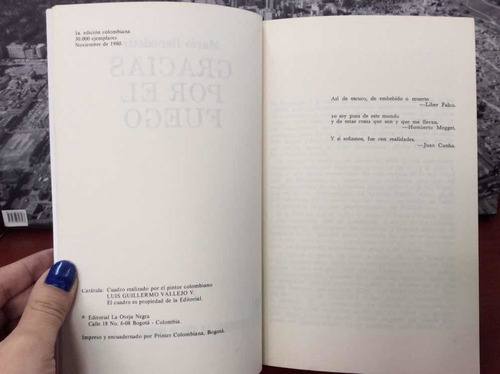 1a. edición colombiana
30.000 ejemplares
Noviembre de 1980.
Mario Benedetti
GRACIAS
POR EL
FUEGO
Carátula: Cuadro realizado por el pintor colombiano
LUIS GUILLERMO VALLEJO V.
El cuadro es propiedad de la Editorial.
Editorial La Oveja Negra
Calle 18 No. 6-08 Bogotá - Colombia.
Impreso y encuadernado por Printer Colombiana, Bogotá.
Así de oscuro, de embebido o muerto
—Líber Falco.
yo soy pura de este mundo
y de estas cosas que son y que me llevan.
—Humberto Megget.
Y si soñamos, fue con realidades.
—Juan Cunha.